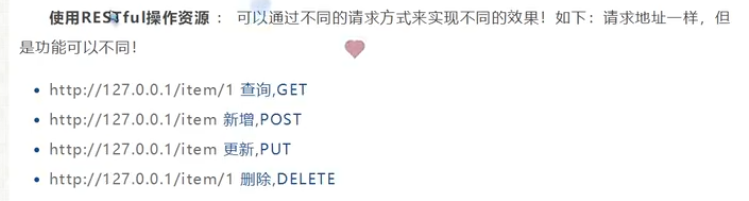 使用RESTful操作资源 ： 可以通过不同的请求方式来实现不同的效果！如下：请求地址一样，但
是功能可以不同！
• http://127.0.0.1/item/1 查询,GET
• http://127.0.0.1/item 新增,POST
• http://127.0.0.1/item 更新,PUT
• http://127.0.0.1/item/1 删除,DELETE